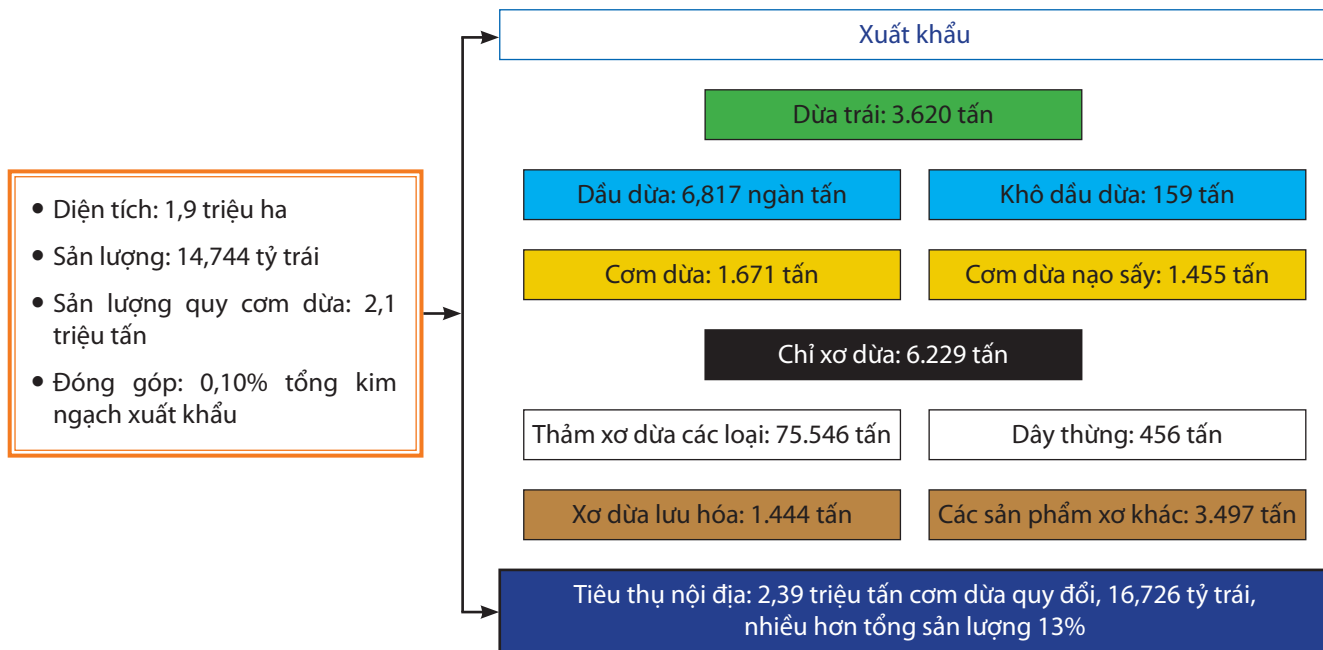 Xuất khẩu
Dừa trái: 3.620 tấn
Dầu dừa: 6,817 ngàn tấn
Khô dầu dừa: 159 tấn
• Diện tích: 1,9 triệu ha
• Sản lượng: 14,744 tỷ trái
• Sản lượng quy cơm dừa: 2,1
triệu tấn
• Đóng góp: 0,10% tổng kim
ngạch xuất khẩu
Cơm dừa: 1.671 tấn
Cơm dừa nạo sấy: 1.455 tấn
Chỉ xơ dừa: 6.229 tấn
Thảm xơ dừa các loại: 75.546 tấn
Dây thừng: 456 tấn
Xơ dừa lưu hóa: 1.444 tấn
Các sản phẩm xơ khác: 3.497 tấn
Tiêu thụ nội địa: 2,39 triệu tấn cơm dừa quy đổi, 16,726 tỷ trái,
nhiều hơn tổng sản lượng 13%